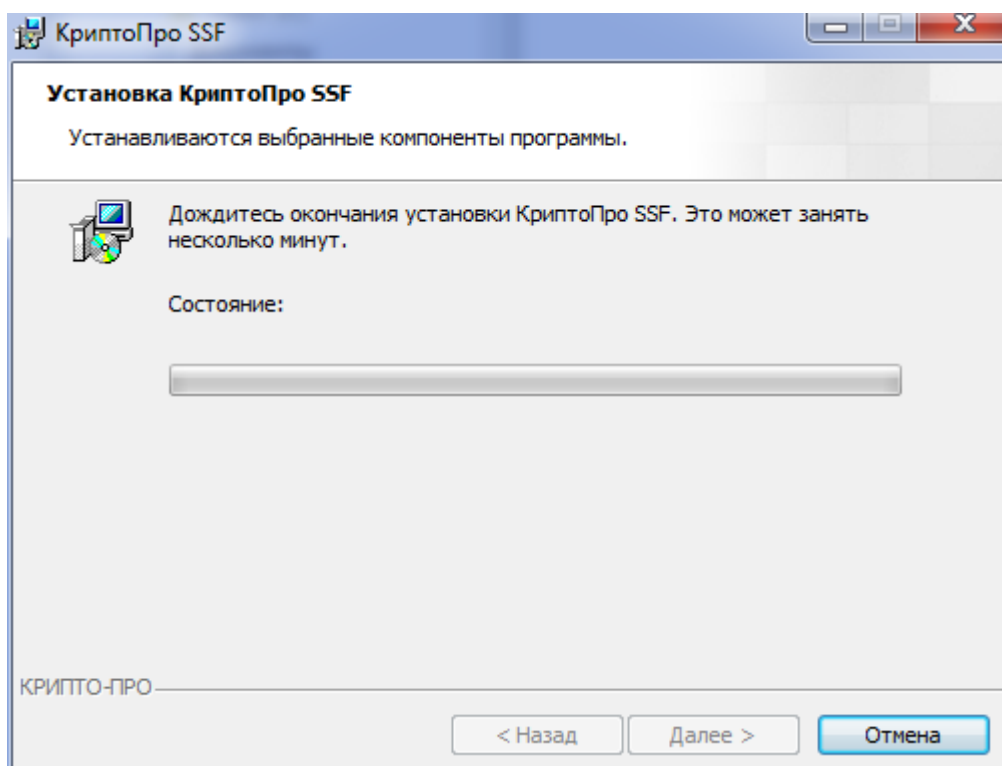 КриптоПро SSF
Установка КриптоПро SSF
Устанавливаются выбранные компоненты программы.
Дождитесь окончания установки КриптоПро SSF. Это может занять
несколько минут.
Состояние:
КРИПТО-ПРО
< Назад
Далее >
Отмена